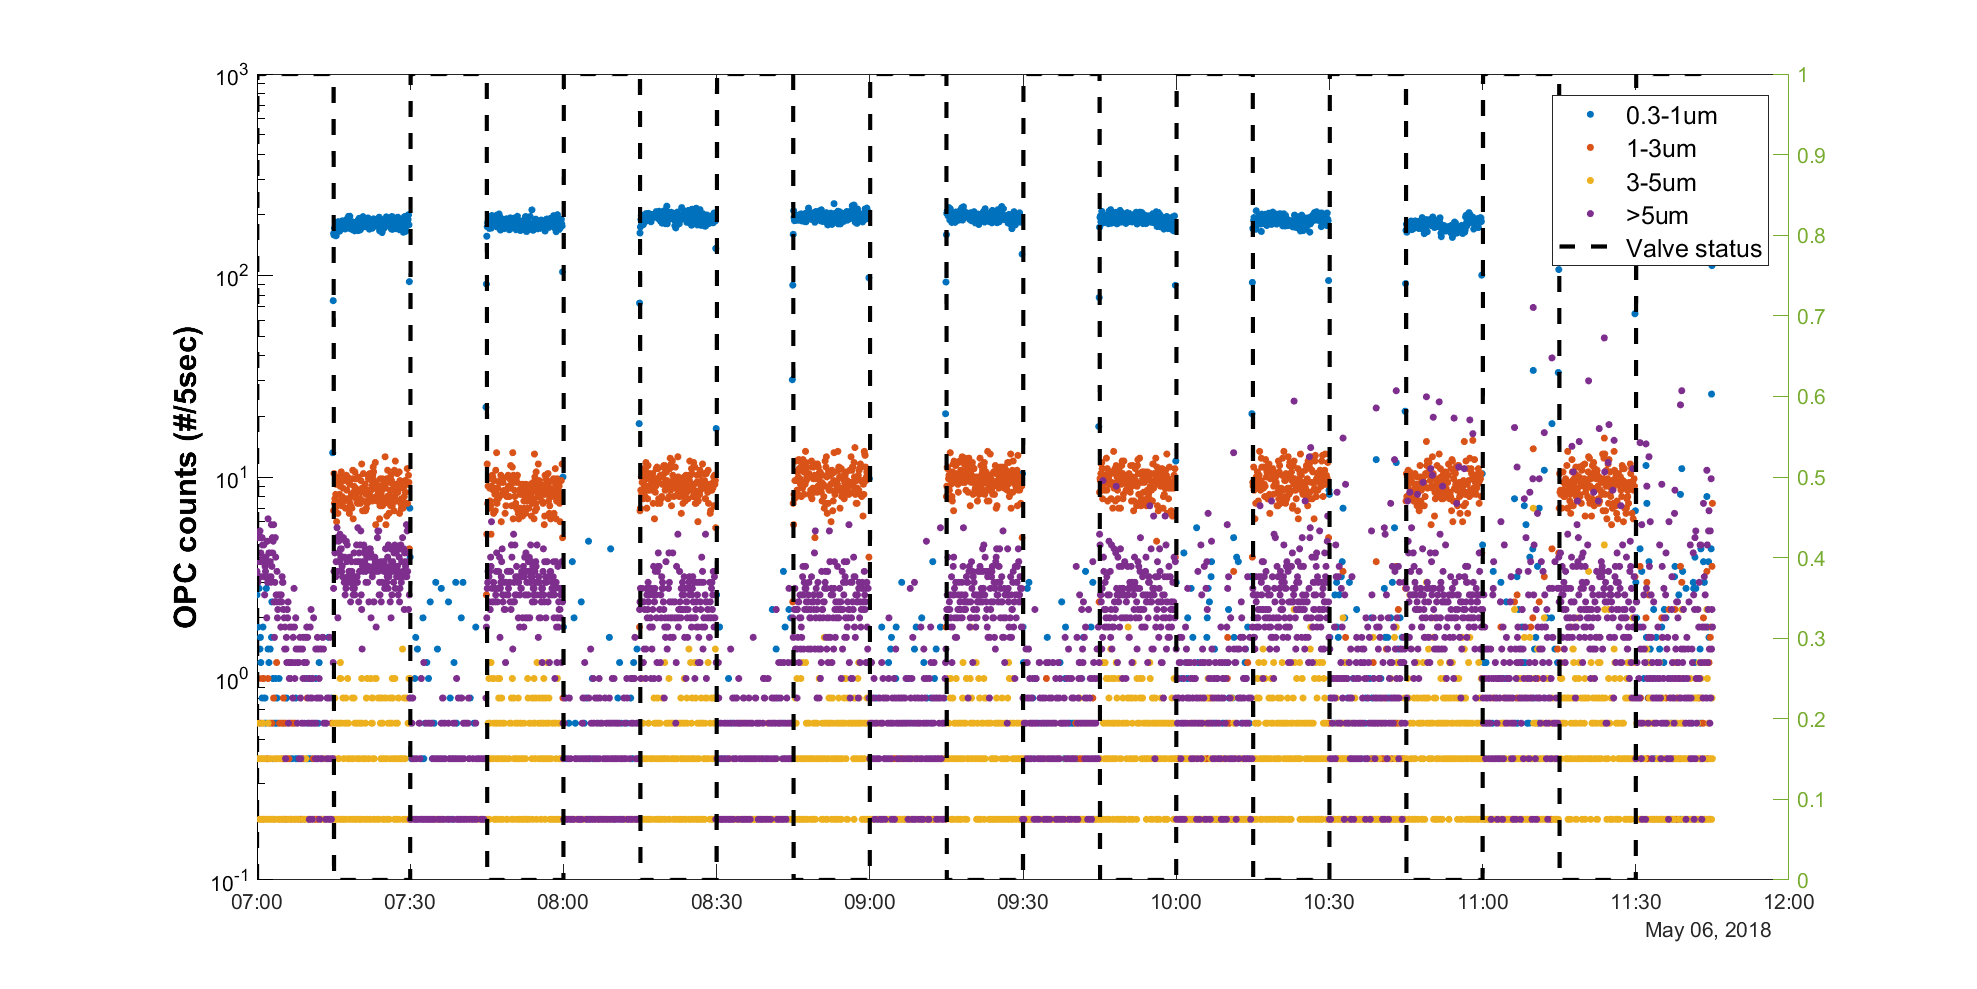 10³
10²
10¹
10⁰
10⁻¹
OPC counts (#/5sec)
1
0.9
0.8
0.7
0.6
0.5
0.4
0.3
0.2
0.1
0
0.3-1um
1-3um
3-5um
>5um
Valve status
07:00 07:30 08:00 08:30 09:00 09:30 10:00 10:30 11:00 11:30 12:00
May 06, 2018